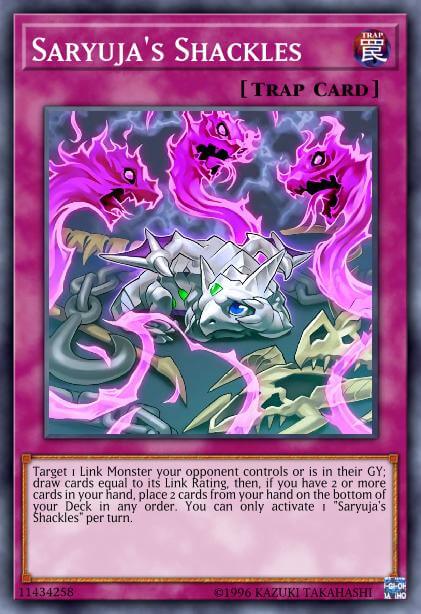 Saryuja's Shackles
TRAP
罠
[Trap Card]
Target 1 Link Monster your opponent controls or is in their GY;
draw cards equal to its Link Rating, then, if you have 2 or more
cards in your hand, place 2 cards from your hand on the bottom of
your Deck in any order. You can only activate 1 "Saryuja's
Shackles" per turn.
11434258
©1996 KAZUKI TAKAHASHI